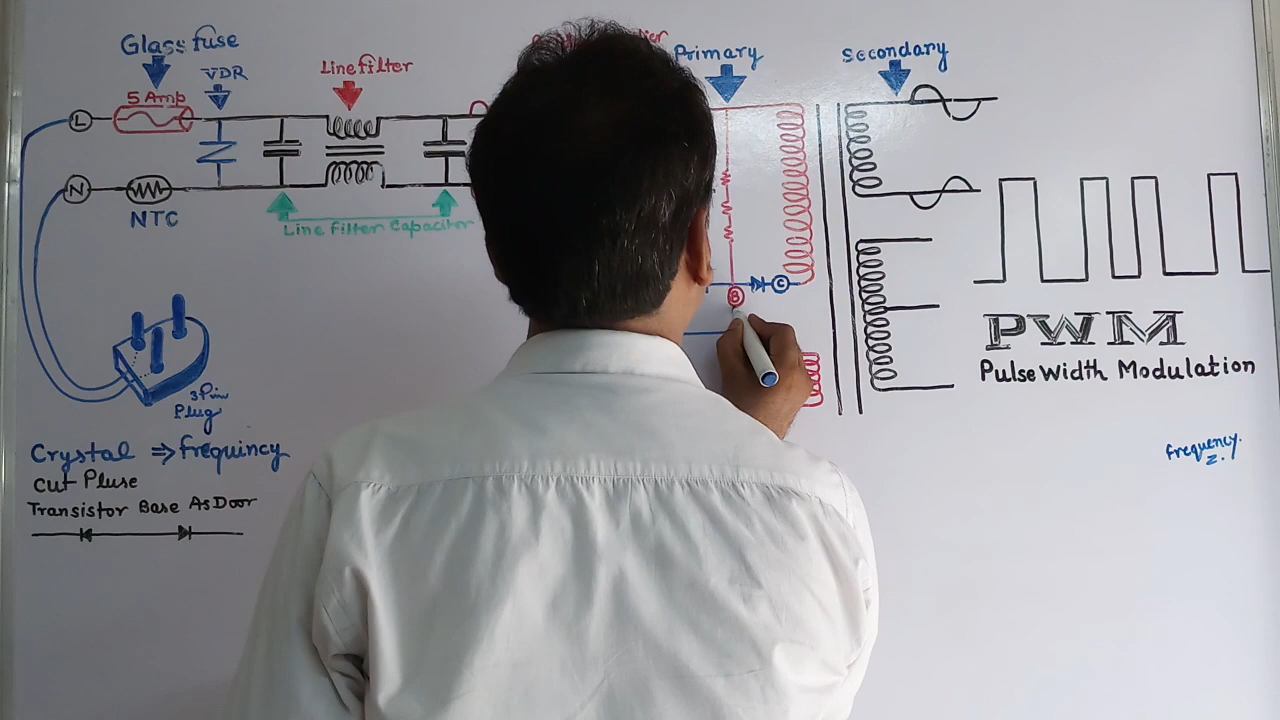 Glass fuse
VDR
5 Amp
Line filter
Primary
Secondary
L
N
NTC
Line Filter Capacitor
C
B
PWM
Pulse Width Modulation
3 Pin
Plug
Crystal ⇒ frequincy
Cut Pluse
Transistor Base As Door
frequency.